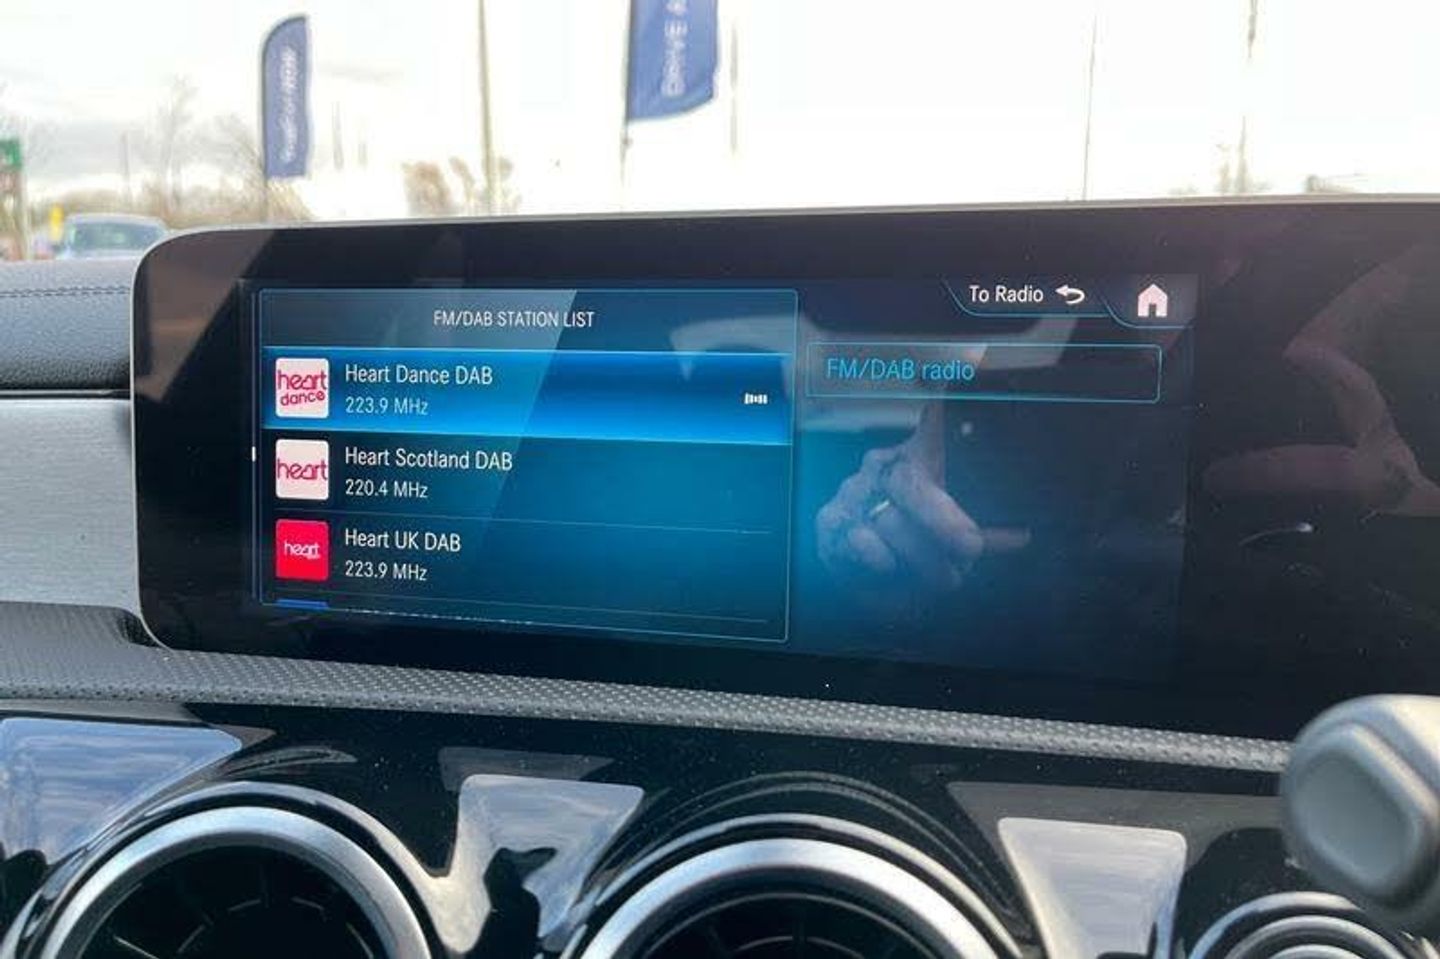 To Radio
FM/DAB STATION LIST
FM/DAB radio
heart
dance
Heart Dance DAB
223.9 MHz
heart
Heart Scotland DAB
220.4 MHz
heart
Heart UK DAB
223.9 MHz